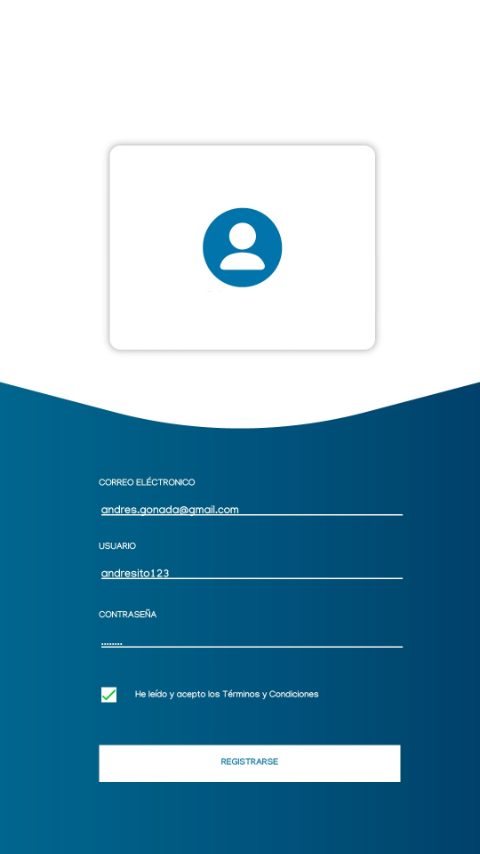 CORREO ELÉCTRONICO
andres.gonada@gmail.com
USUARIO
andresito123
CONTRASEÑA
........
He leído y acepto los Términos y Condiciones
REGISTRARSE